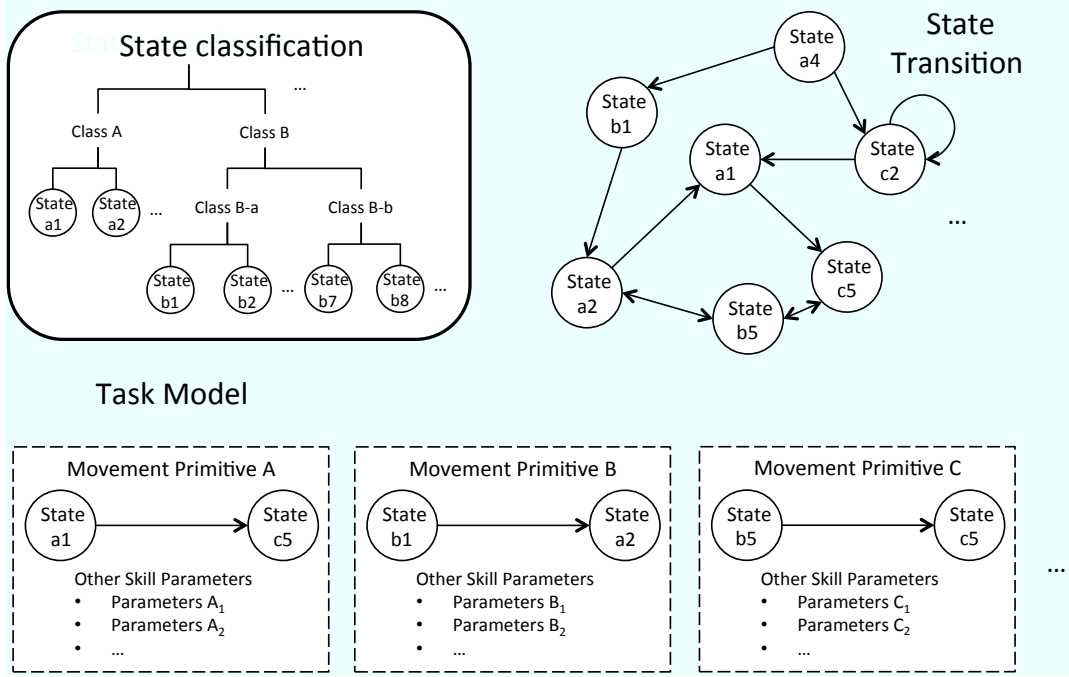 State classification
...
Class A
Class B
State
a1
State
a2
...
Class B-a
Class B-b
State
b1
State
b2
...
State
b7
State
b8
...
State
Transition
State
a4
State
b1
State
a1
State
c2
...
State
a2
State
b5
State
c5
Task Model
Movement Primitive A
State
a1
State
c5
Other Skill Parameters
• Parameters A₁
• Parameters A₂
• ...
Movement Primitive B
State
b1
State
a2
Other Skill Parameters
• Parameters B₁
• Parameters B₂
• ...
Movement Primitive C
State
b5
State
c5
Other Skill Parameters
• Parameters C₁
• Parameters C₂
• ...
...